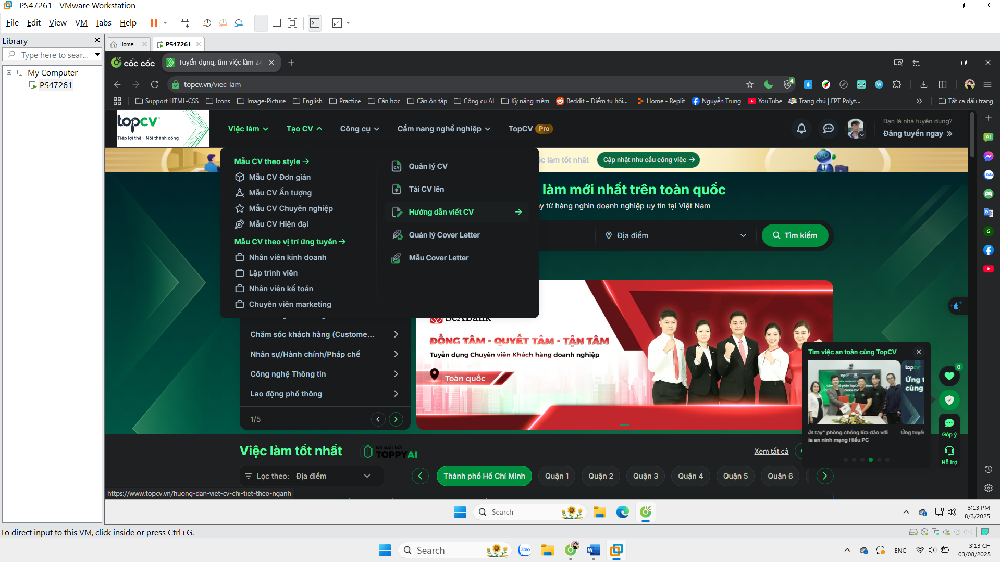 PS47261 - VMware Workstation
File Edit View VM Tabs Help
Library
Type here to sear...
My Computer
PS47261
Home
PS47261
cốc cốc
Tuyển dụng, tìm việc làm 24
topcv.vn/viec-lam
4
Support HTML-CSS
Icons
Image-Picture
English
Practice
Cần học
Cần ôn tập
Công cụ AI
Kỹ năng mềm
Reddit – Điểm tụ hội...
Home - Replit
Nguyễn Trung
YouTube
Trang chủ | FPT Polyt...
Tất cả dấu trang
topcv
Tiếp lợi thế - Nối thành công
Việc làm
Tạo CV
Công cụ
Cẩm nang nghề nghiệp
TopCV Pro
Bạn là nhà tuyển dụng?
Đăng tuyển ngay
Mẫu CV theo style
Mẫu CV Đơn giản
Mẫu CV Ấn tượng
Mẫu CV Chuyên nghiệp
Mẫu CV Hiện đại
Mẫu CV theo vị trí ứng tuyển
Nhân viên kinh doanh
Lập trình viên
Nhân viên kế toán
Chuyên viên marketing
Quản lý CV
Tải CV lên
Hướng dẫn viết CV
Quản lý Cover Letter
Mẫu Cover Letter
làm tốt nhất
Cập nhật nhu cầu công việc
làm mới nhất trên toàn quốc
từ hàng nghìn doanh nghiệp uy tín tại Việt Nam
Địa điểm
Tìm kiếm
Chăm sóc khách hàng (Custome...
Nhân sự/Hành chính/Pháp chế
Công nghệ Thông tin
Lao động phổ thông
1/5
SeABank
ĐỒNG TÂM - QUYẾT TÂM - TẬN TÂM
Tuyển dụng Chuyên viên Khách hàng doanh nghiệp
Toàn quốc
Tìm việc an toàn cùng TopCV
topcv
Ứng t
cùng
ắt tay" phòng chống lừa đảo với
ia an ninh mạng Hiếu PC
Ứng tuyể
0
Góp ý
Hỗ trợ
Việc làm tốt nhất
Đề xuất bởi
TOPPYAI
Xem tất cả
Lọc theo: Địa điểm
Thành phố Hồ Chí Minh
Quận 1
Quận 2
Quận 3
Quận 4
Quận 5
Quận 6
https://www.topcv.vn/huong-dan-viet-cv-chi-tiet-theo-nganh
AI
Zalo
G
Search
3:13 PM
8/3/2025
To direct input to this VM, click inside or press Ctrl+G.
Search
Zalo
ENG
3:13 CH
03/08/2025